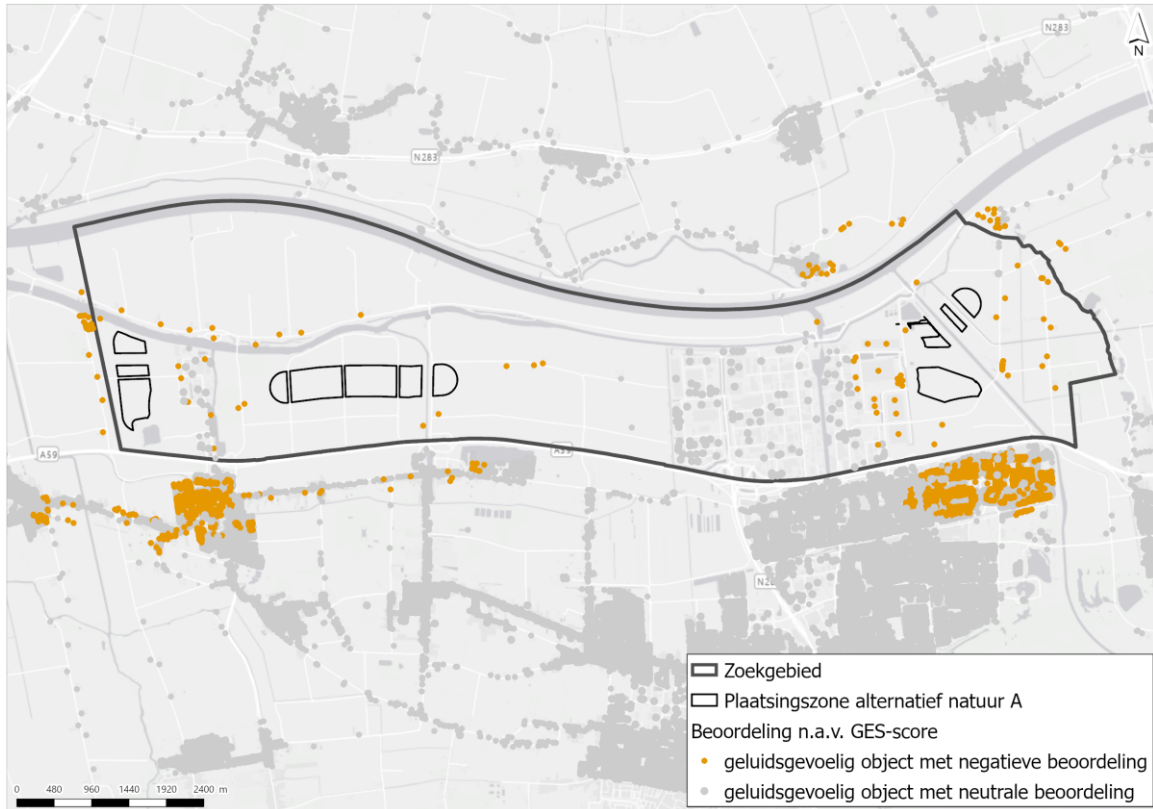 N283
N
N283
A59
A59
N2
Zoekgebied
Plaatsingszone alternatief natuur A
Beoordeling n.a.v. GES-score
geluidsgevoelig object met negatieve beoordeling
geluidsgevoelig object met neutrale beoordeling
0 480 960 1440 1920 2400 m